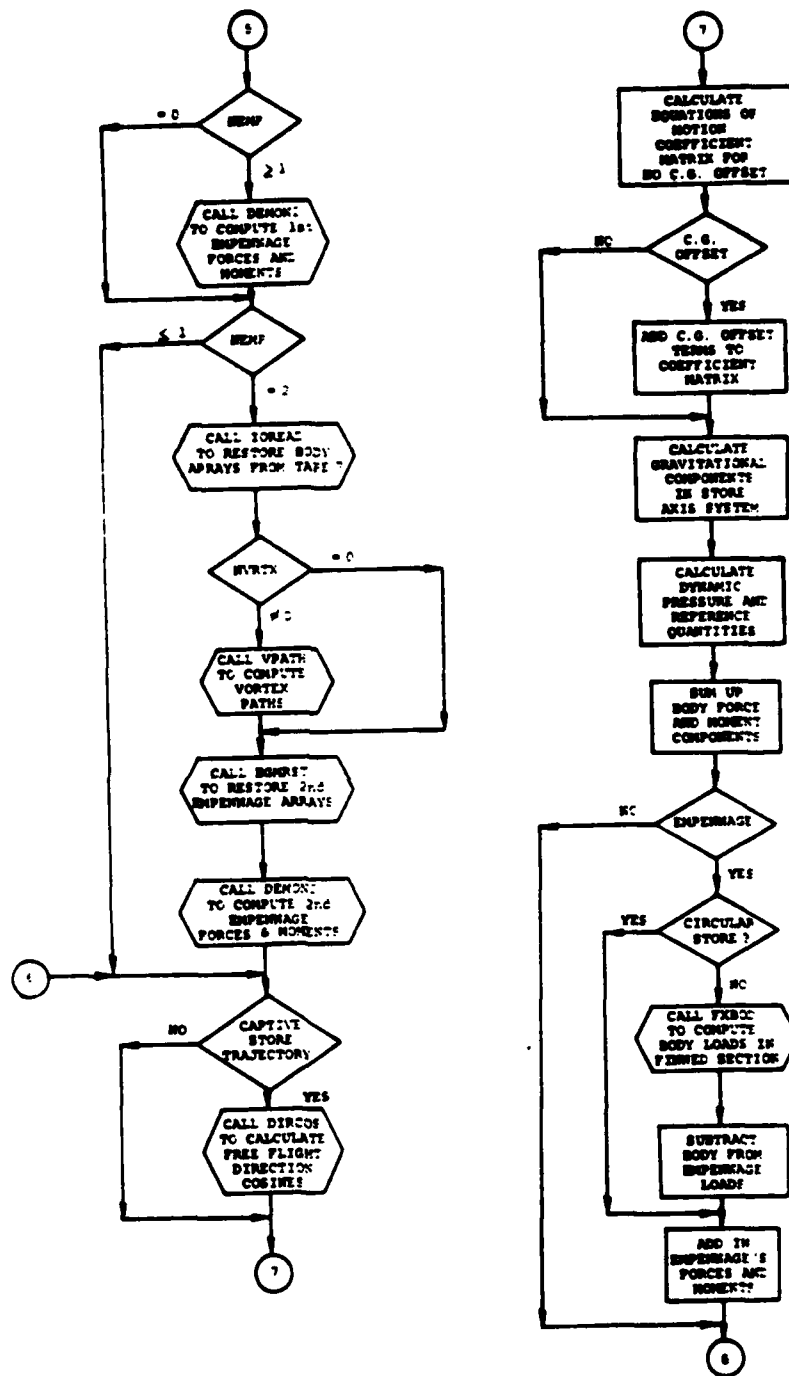 5
NEMP
= 0
≥ 1
CALL DEMON2
TO COMPUTE 1st
EMPENNAGE
FORCES AND
MOMENTS
NEMP
≤ 1
= 2
CALL IOREAD
TO RESTORE BODY
ARRAYS FROM TAPE 7
NVRTX
= 0
≠ 0
CALL VPATH
TO COMPUTE
VORTEX
PATHS
CALL BGMRST
TO RESTORE 2nd
EMPENNAGE ARRAYS
CALL DEMON2
TO COMPUTE 2nd
EMPENNAGE
FORCES & MOMENTS
CAPTIVE
STORE
TRAJECTORY
NO
YES
CALL DIRCOS
TO CALCULATE
FREE FLIGHT
DIRECTION
COSINES
7
7
CALCULATE
EQUATIONS OF
MOTION
COEFFICIENT
MATRIX FOR
NO C.G. OFFSET
C.G.
OFFSET
NO
YES
ADD C.G. OFFSET
TERMS TO
COEFFICIENT
MATRIX
CALCULATE
GRAVITATIONAL
COMPONENTS
IN STORE
AXIS SYSTEM
CALCULATE
DYNAMIC
PRESSURE AND
REFERENCE
QUANTITIES
SUM UP
BODY FORCE
AND MOMENT
COMPONENTS
EMPENNAGE
NO
YES
CIRCULAR
STORE?
YES
NO
CALL FXBOD
TO COMPUTE
BODY LOADS IN
FINNED SECTION
SUBTRACT
BODY FROM
EMPENNAGE
LOADS
ADD IN
EMPENNAGE'S
FORCES AND
MOMENTS
8